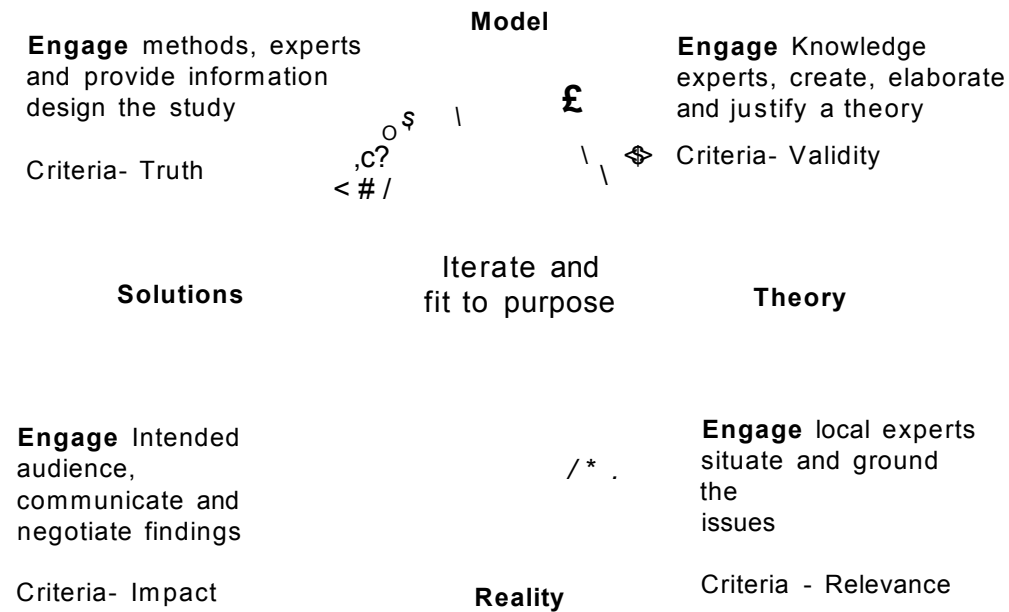 Model
Engage methods, experts
and provide information
design the study
Criteria- Truth
Engage Knowledge
experts, create, elaborate
and justify a theory
Criteria- Validity
£
O $ \
,c?
< # /
\ <$>
\
Solutions
Iterate and
fit to purpose
Theory
Engage Intended
audience,
communicate and
negotiate findings
Criteria- Impact
/ * .
Engage local experts
situate and ground
the
issues
Criteria - Relevance
Reality